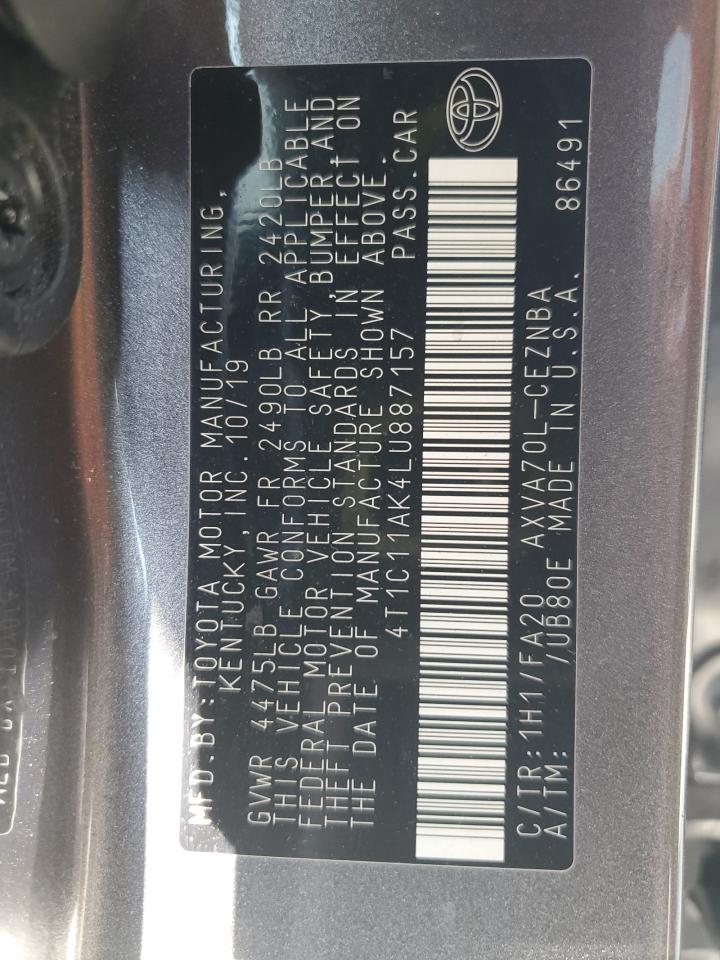 MFD.BY:TOYOTA MOTOR MANUFACTURING,
KENTUCKY, INC.10/19
GVWR 4475LB GAWR FR 2490LB RR 2420LB
THIS VEHICLE CONFORMS TO ALL APPLICABLE
FEDERAL MOTOR VEHICLE SAFETY, BUMPER,AND
THEFT PREVENTION STANDARDS IN EFFECT ON
THE DATE OF MANUFACTURE SHOWN ABOVE.
4T1C11AK4LU887157 PASS.CAR
C/TR:1H1/FA20 AXVA70L-CEZNBA
A/TM: /UB80E MADE IN U.S.A. 86491